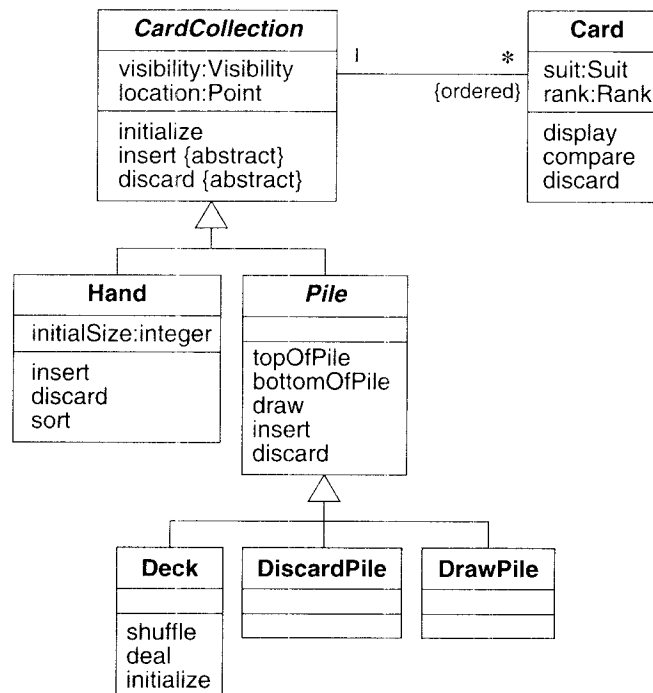 CardCollection
visibility:Visibility
location:Point
initialize
insert {abstract}
discard {abstract}
1
*
{ordered}
Card
suit:Suit
rank:Rank
display
compare
discard
Hand
initialSize:integer
insert
discard
sort
Pile
topOfPile
bottomOfPile
draw
insert
discard
Deck
shuffle
deal
initialize
DiscardPile
DrawPile